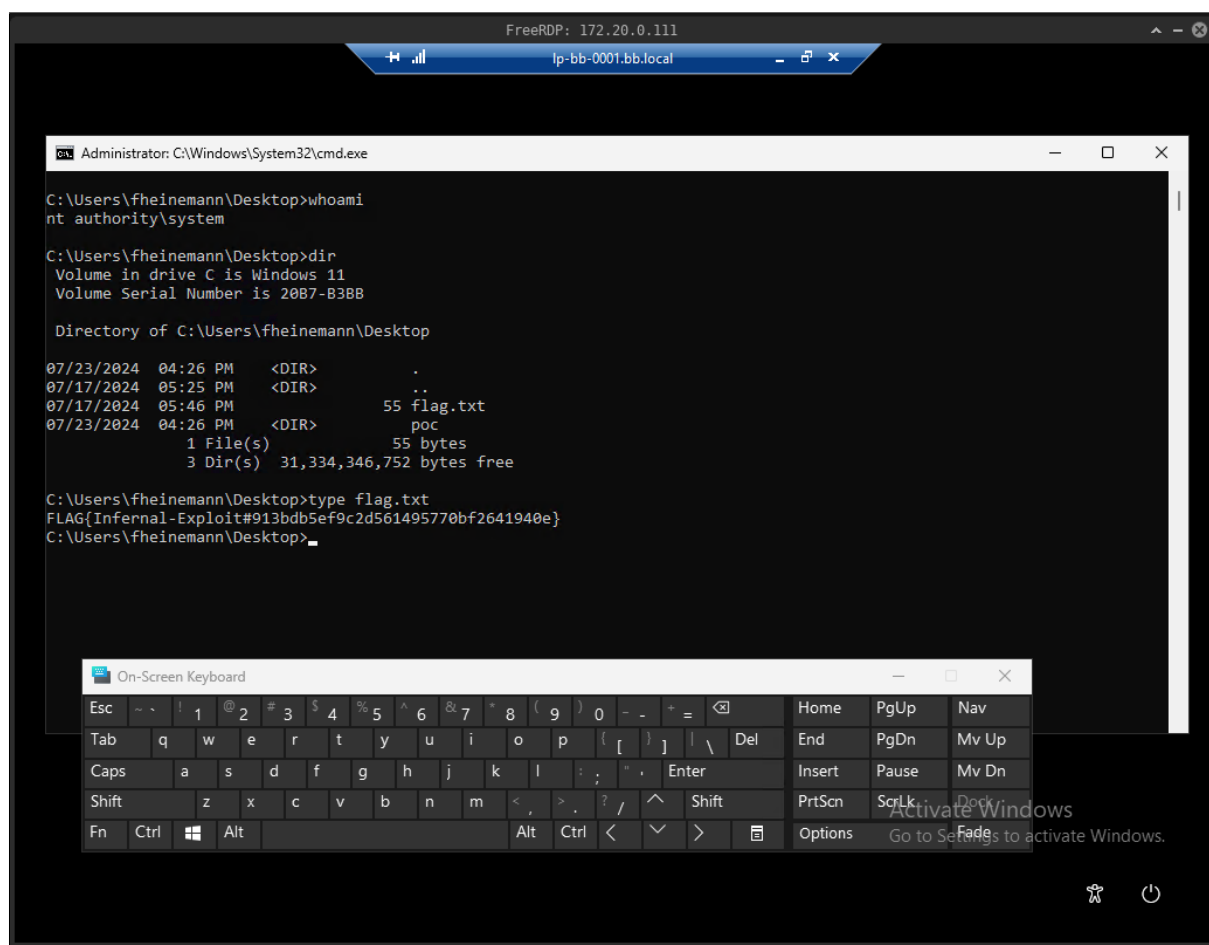 FreeRDP: 172.20.0.111
lp-bb-0001.bb.local
Administrator: C:\Windows\System32\cmd.exe
C:\Users\fheinemann\Desktop>whoami
nt authority\system
C:\Users\fheinemann\Desktop>dir
Volume in drive C is Windows 11
Volume Serial Number is 20B7-B3BB
Directory of C:\Users\fheinemann\Desktop
07/23/2024 04:26 PM <DIR> .
07/17/2024 05:25 PM <DIR> ..
07/17/2024 05:46 PM 55 flag.txt
07/23/2024 04:26 PM <DIR> poc
1 File(s) 55 bytes
3 Dir(s) 31,334,346,752 bytes free
C:\Users\fheinemann\Desktop>type flag.txt
FLAG{Infernal-Exploit#913bdb5ef9c2d561495770bf2641940e}
C:\Users\fheinemann\Desktop>
On-Screen Keyboard
Esc ~ ` ! 1 @ 2 # 3 $ 4 % 5 ^ 6 & 7 * 8 ( 9 ) 0 _ - + = Home PgUp Nav
Tab q w e r t y u i o p { [ } ] | \ Del End PgDn Mv Up
Caps a s d f g h j k l : ; " ' Enter Insert Pause Mv Dn
Shift z x c v b n m < , > . ? / Shift PrtScn ScrLk Dock
Fn Ctrl Alt Alt Ctrl Options Fade
Activate Windows
Go to Settings to activate Windows.